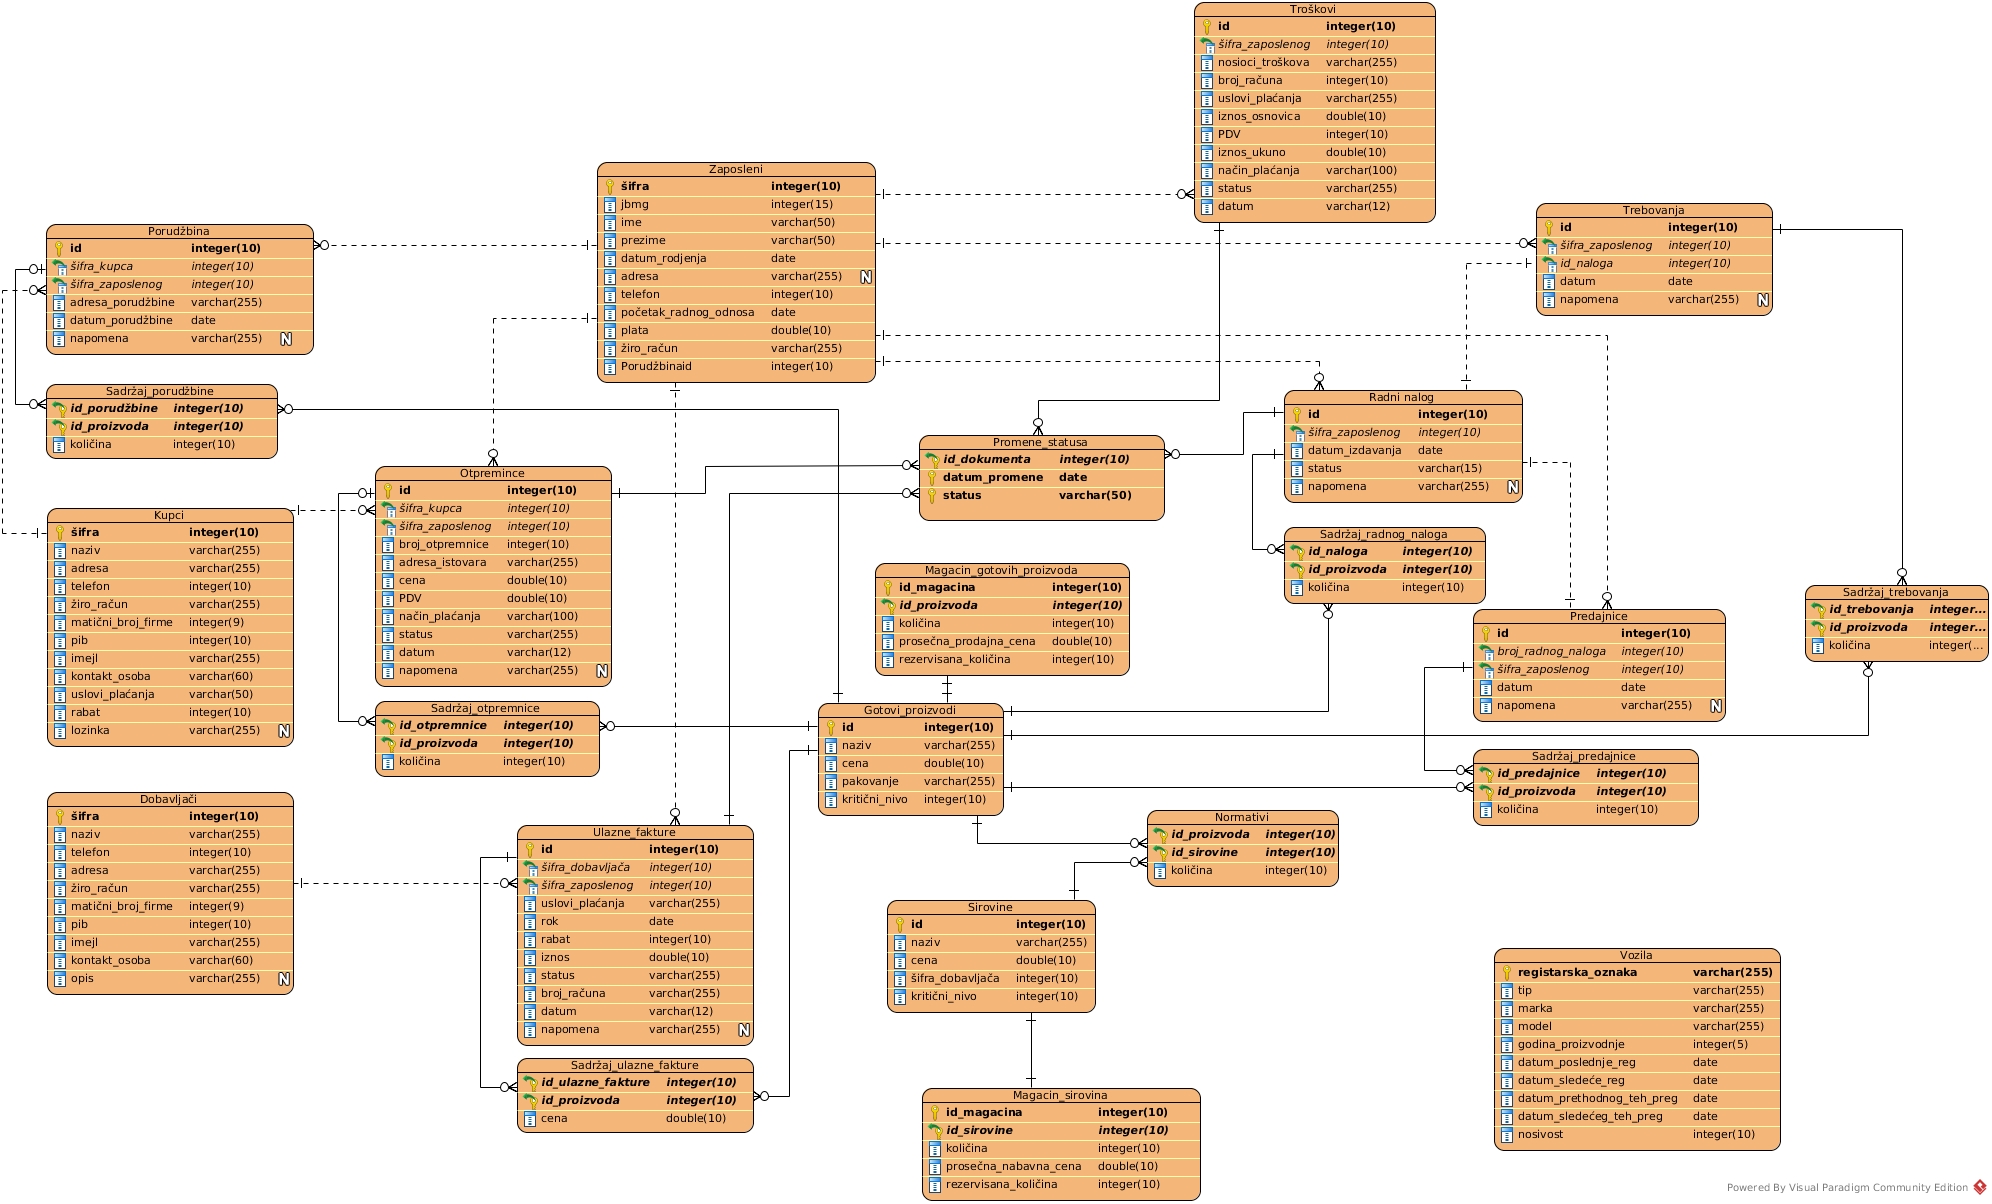 Troškovi
id integer(10)
šifra_zaposlenog integer(10)
nosioci_troškova varchar(255)
broj_računa integer(10)
uslovi_plaćanja varchar(255)
iznos_osnovica double(10)
PDV integer(10)
iznos_ukuno double(10)
način_plaćanja varchar(100)
status varchar(255)
datum varchar(12)
Zaposleni
šifra integer(10)
jbmg integer(15)
ime varchar(50)
prezime varchar(50)
datum_rodjenja date
adresa varchar(255) N
telefon integer(10)
početak_radnog_odnosa date
plata double(10)
žiro_račun varchar(255)
Porudžbinaid integer(10)
Trebovanja
id integer(10)
šifra_zaposlenog integer(10)
id_naloga integer(10)
datum date
napomena varchar(255) N
Porudžbina
id integer(10)
šifra_kupca integer(10)
šifra_zaposlenog integer(10)
adresa_porudžbine varchar(255)
datum_porudžbine date
napomena varchar(255) N
Sadržaj_porudžbine
id_porudžbine integer(10)
id_proizvoda integer(10)
količina integer(10)
Radni nalog
id integer(10)
šifra_zaposlenog integer(10)
datum_izdavanja date
status varchar(15)
napomena varchar(255) N
Promene_statusa
id_dokumenta integer(10)
datum_promene date
status varchar(50)
Otpremince
id integer(10)
šifra_kupca integer(10)
šifra_zaposlenog integer(10)
broj_otpremnice integer(10)
adresa_istovara varchar(255)
cena double(10)
PDV double(10)
način_plaćanja varchar(100)
status varchar(255)
datum varchar(12)
napomena varchar(255) N
Kupci
šifra integer(10)
naziv varchar(255)
adresa varchar(255)
telefon integer(10)
žiro_račun varchar(255)
matični_broj_firme integer(9)
pib integer(10)
imejl varchar(255)
kontakt_osoba varchar(60)
uslovi_plaćanja varchar(50)
rabat integer(10)
lozinka varchar(255) N
Sadržaj_radnog_naloga
id_naloga integer(10)
id_proizvoda integer(10)
količina integer(10)
Magacin_gotovih_proizvoda
id_magacina integer(10)
id_proizvoda integer(10)
količina integer(10)
prosečna_prodajna_cena double(10)
rezervisana_količina integer(10)
Sadržaj_trebovanja
id_trebovanja integer...
id_proizvoda integer...
količina integer(...
Predajnice
id integer(10)
broj_radnog_naloga integer(10)
šifra_zaposlenog integer(10)
datum date
napomena varchar(255) N
Sadržaj_otpremnice
id_otpremnice integer(10)
id_proizvoda integer(10)
količina integer(10)
Gotovi_proizvodi
id integer(10)
naziv varchar(255)
cena double(10)
pakovanje varchar(255)
kritični_nivo integer(10)
Sadržaj_predajnice
id_predajnice integer(10)
id_proizvoda integer(10)
količina integer(10)
Dobavljači
šifra integer(10)
naziv varchar(255)
telefon integer(10)
adresa varchar(255)
žiro_račun varchar(255)
matični_broj_firme integer(9)
pib integer(10)
imejl varchar(255)
kontakt_osoba varchar(60)
opis varchar(255) N
Normativi
id_proizvoda integer(10)
id_sirovine integer(10)
količina integer(10)
Ulazne_fakture
id integer(10)
šifra_dobavljača integer(10)
šifra_zaposlenog integer(10)
uslovi_plaćanja varchar(255)
rok date
rabat integer(10)
iznos double(10)
status varchar(255)
broj_računa varchar(255)
datum varchar(12)
napomena varchar(255) N
Sirovine
id integer(10)
naziv varchar(255)
cena double(10)
šifra_dobavljača integer(10)
kritični_nivo integer(10)
Vozila
registarska_oznaka varchar(255)
tip varchar(255)
marka varchar(255)
model varchar(255)
godina_proizvodnje integer(5)
datum_poslednje_reg date
datum_sledeće_reg date
datum_prethodnog_teh_preg date
datum_sledećeg_teh_preg date
nosivost integer(10)
Sadržaj_ulazne_fakture
id_ulazne_fakture integer(10)
id_proizvoda integer(10)
cena double(10)
Magacin_sirovina
id_magacina integer(10)
id_sirovine integer(10)
količina integer(10)
prosečna_nabavna_cena double(10)
rezervisana_količina integer(10)
Powered By Visual Paradigm Community Edition